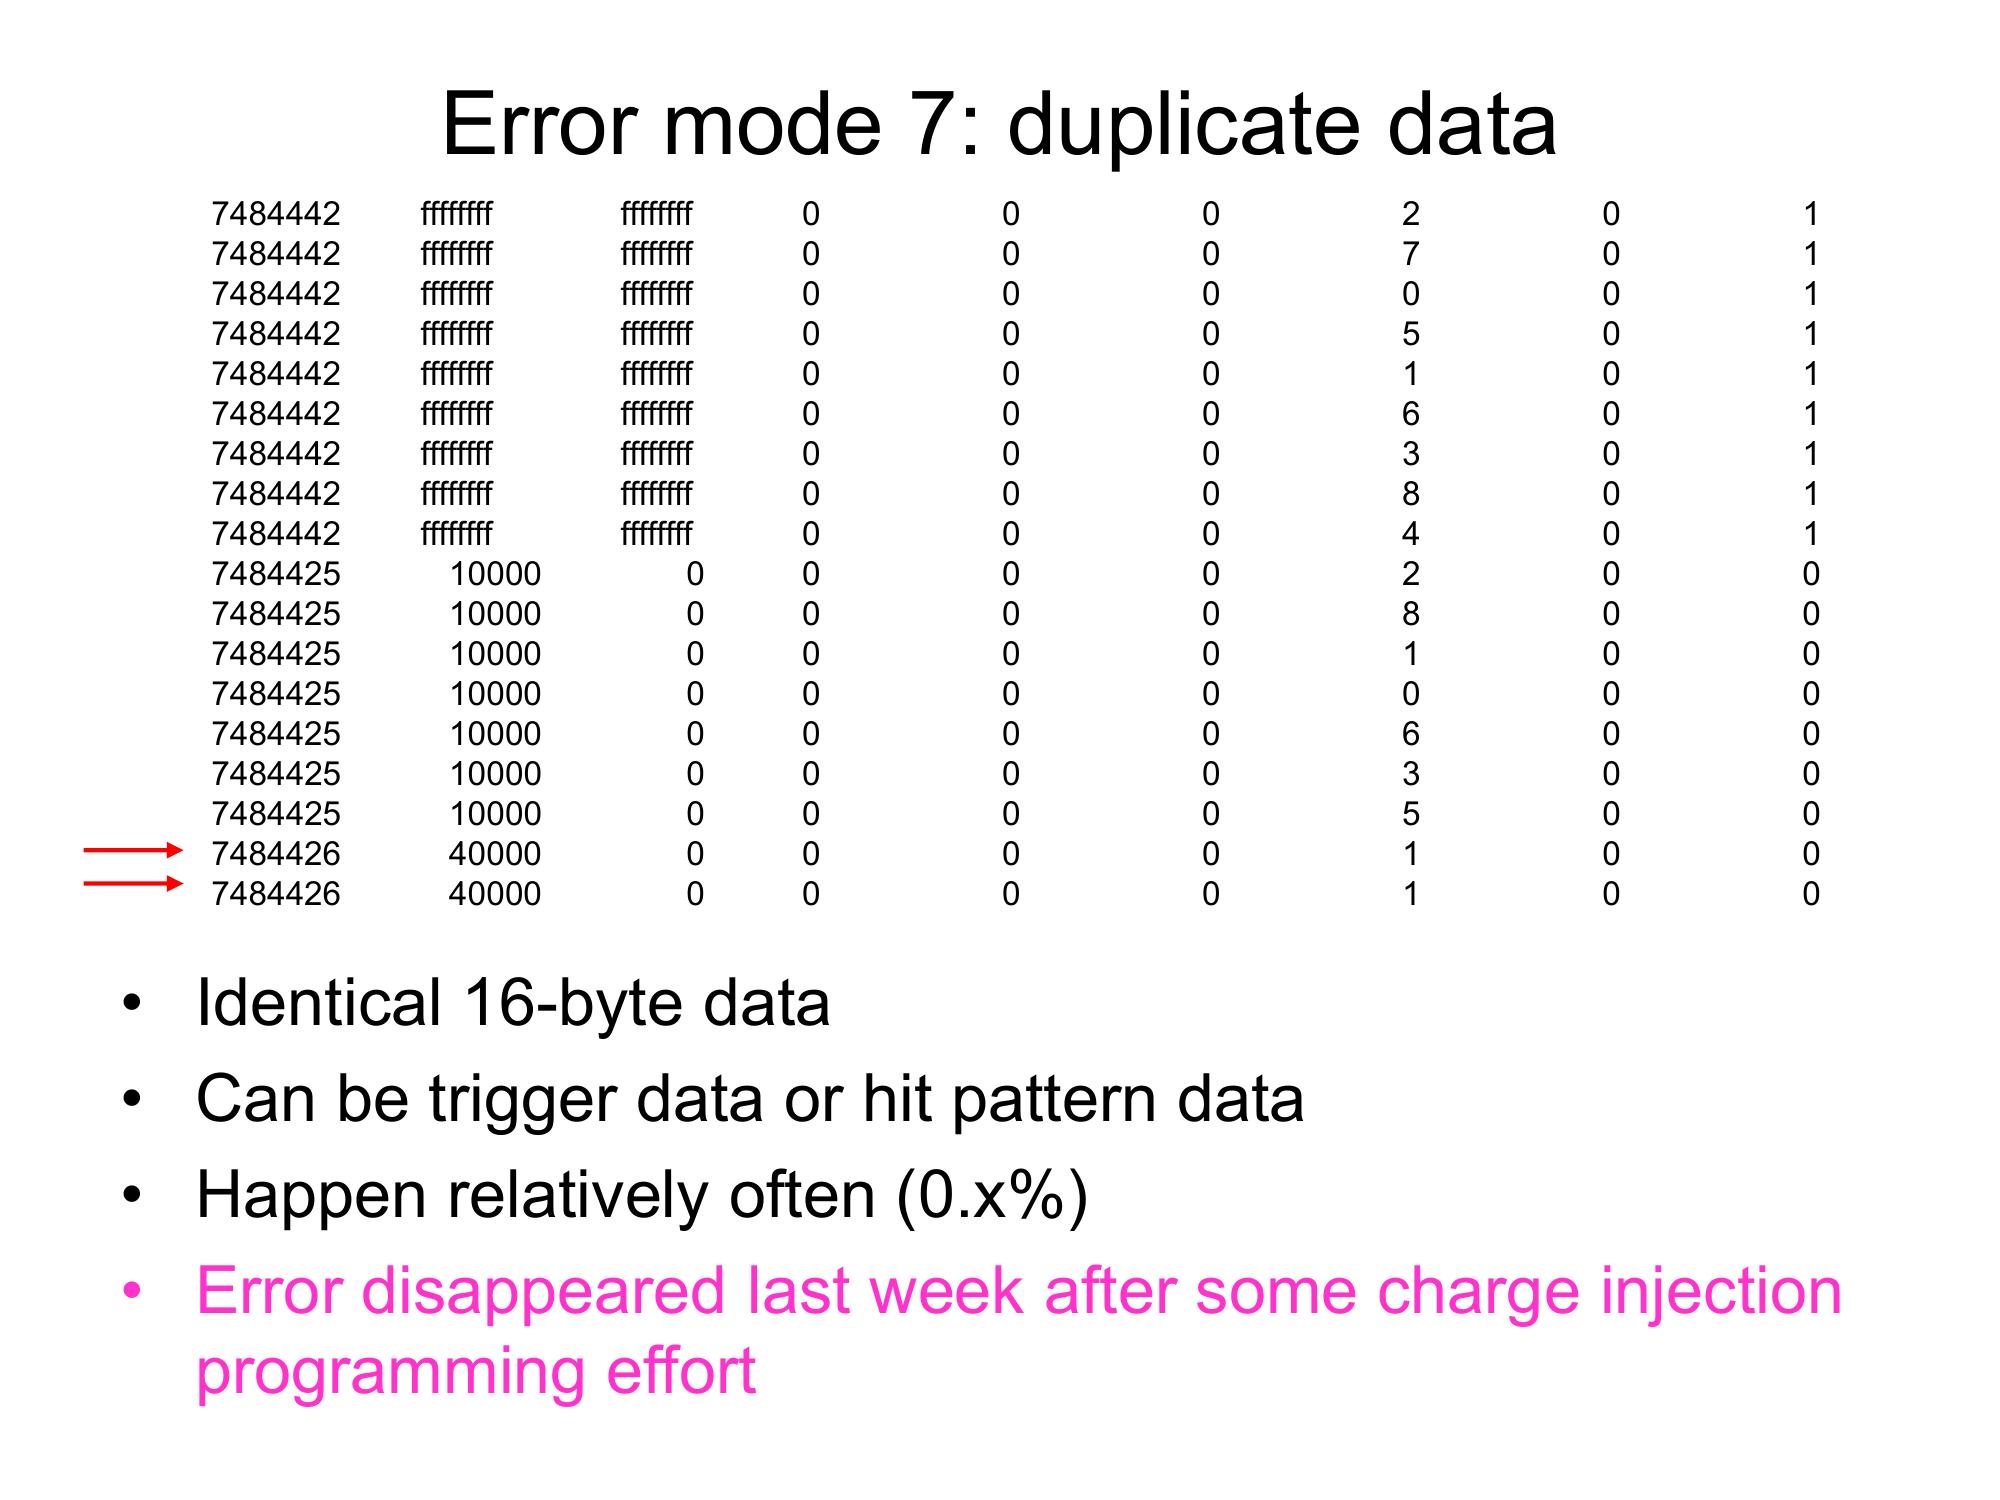 Error mode 7: duplicate data
7484442 ffffffff ffffffff 0 0 0 2 0 1
7484442 ffffffff ffffffff 0 0 0 7 0 1
7484442 ffffffff ffffffff 0 0 0 0 0 1
7484442 ffffffff ffffffff 0 0 0 5 0 1
7484442 ffffffff ffffffff 0 0 0 1 0 1
7484442 ffffffff ffffffff 0 0 0 6 0 1
7484442 ffffffff ffffffff 0 0 0 3 0 1
7484442 ffffffff ffffffff 0 0 0 8 0 1
7484442 ffffffff ffffffff 0 0 0 4 0 1
7484425 10000 0 0 0 0 2 0 0
7484425 10000 0 0 0 0 8 0 0
7484425 10000 0 0 0 0 1 0 0
7484425 10000 0 0 0 0 0 0 0
7484425 10000 0 0 0 0 6 0 0
7484425 10000 0 0 0 0 3 0 0
7484425 10000 0 0 0 0 5 0 0
7484426 40000 0 0 0 0 1 0 0
7484426 40000 0 0 0 0 1 0 0
• Identical 16-byte data
• Can be trigger data or hit pattern data
• Happen relatively often (0.x%)
• Error disappeared last week after some charge injection
programming effort